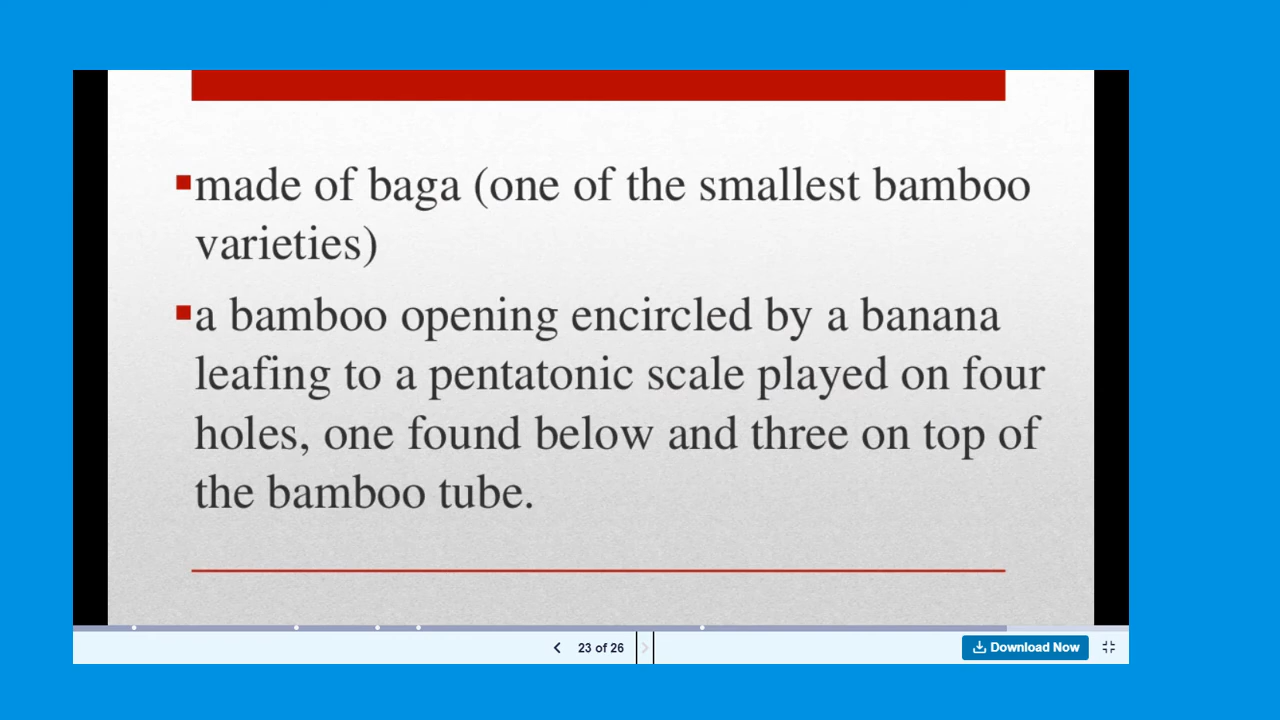 made of baga (one of the smallest bamboo
varieties)
a bamboo opening encircled by a banana
leafing to a pentatonic scale played on four
holes, one found below and three on top of
the bamboo tube.
23 of 26
Download Now